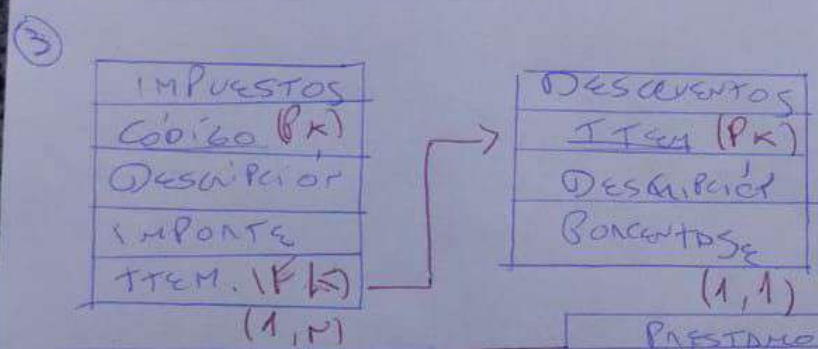 3
IMPUESTOS
CÓDIGO (PK)
DESCRIPCIÓN
IMPORTE
ITEM. (FK)
(1,N)
DESCUENTOS
ITEM (PK)
DESCRIPCIÓN
PORCENTAJE
(1,1)
PRESTAMO